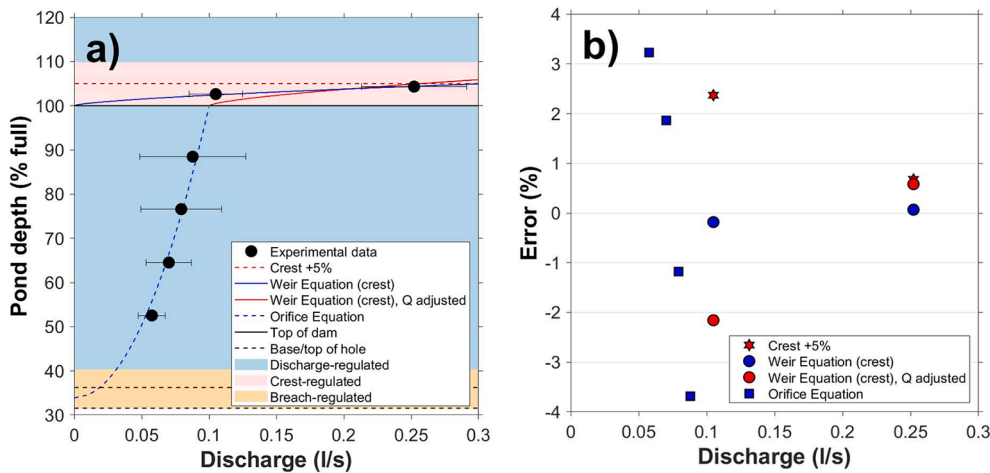 a)
120
110
100
90
80
70
60
50
40
30
Pond depth (% full)
0
0.05
0.1
0.15
0.2
0.25
0.3
Discharge (l/s)
Experimental data
Crest +5%
Weir Equation (crest)
Weir Equation (crest), Q adjusted
Orifice Equation
Top of dam
Base/top of hole
Discharge-regulated
Crest-regulated
Breach-regulated
b)
4
3
2
1
0
-1
-2
-3
-4
Error (%)
0
0.05
0.1
0.15
0.2
0.25
0.3
Discharge (l/s)
Crest +5%
Weir Equation (crest)
Weir Equation (crest), Q adjusted
Orifice Equation